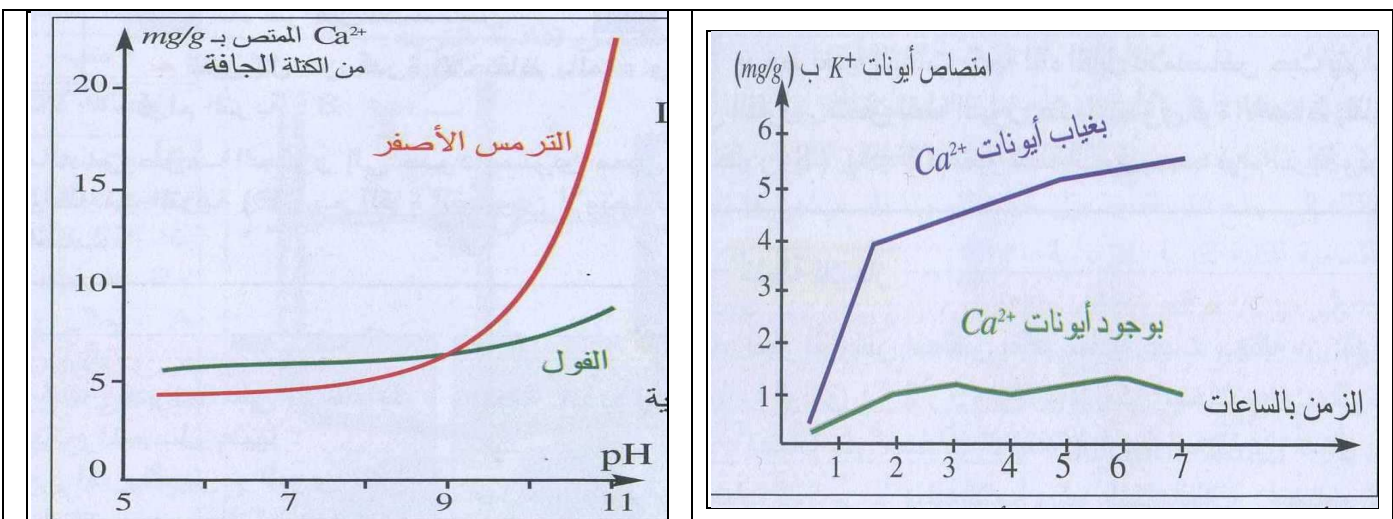 Ca²⁺ الممتص بـ mg/g
من الكتلة الجافة
20
15
10
5
0
الترمس الأصفر
الفول
ية
pH
5
7
9
11
امتصاص أيونات K⁺ ب (mg/g)
6
5
4
3
2
1
بغياب أيونات Ca²⁺
بوجود أيونات Ca²⁺
الزمن بالساعات
1
2
3
4
5
6
7